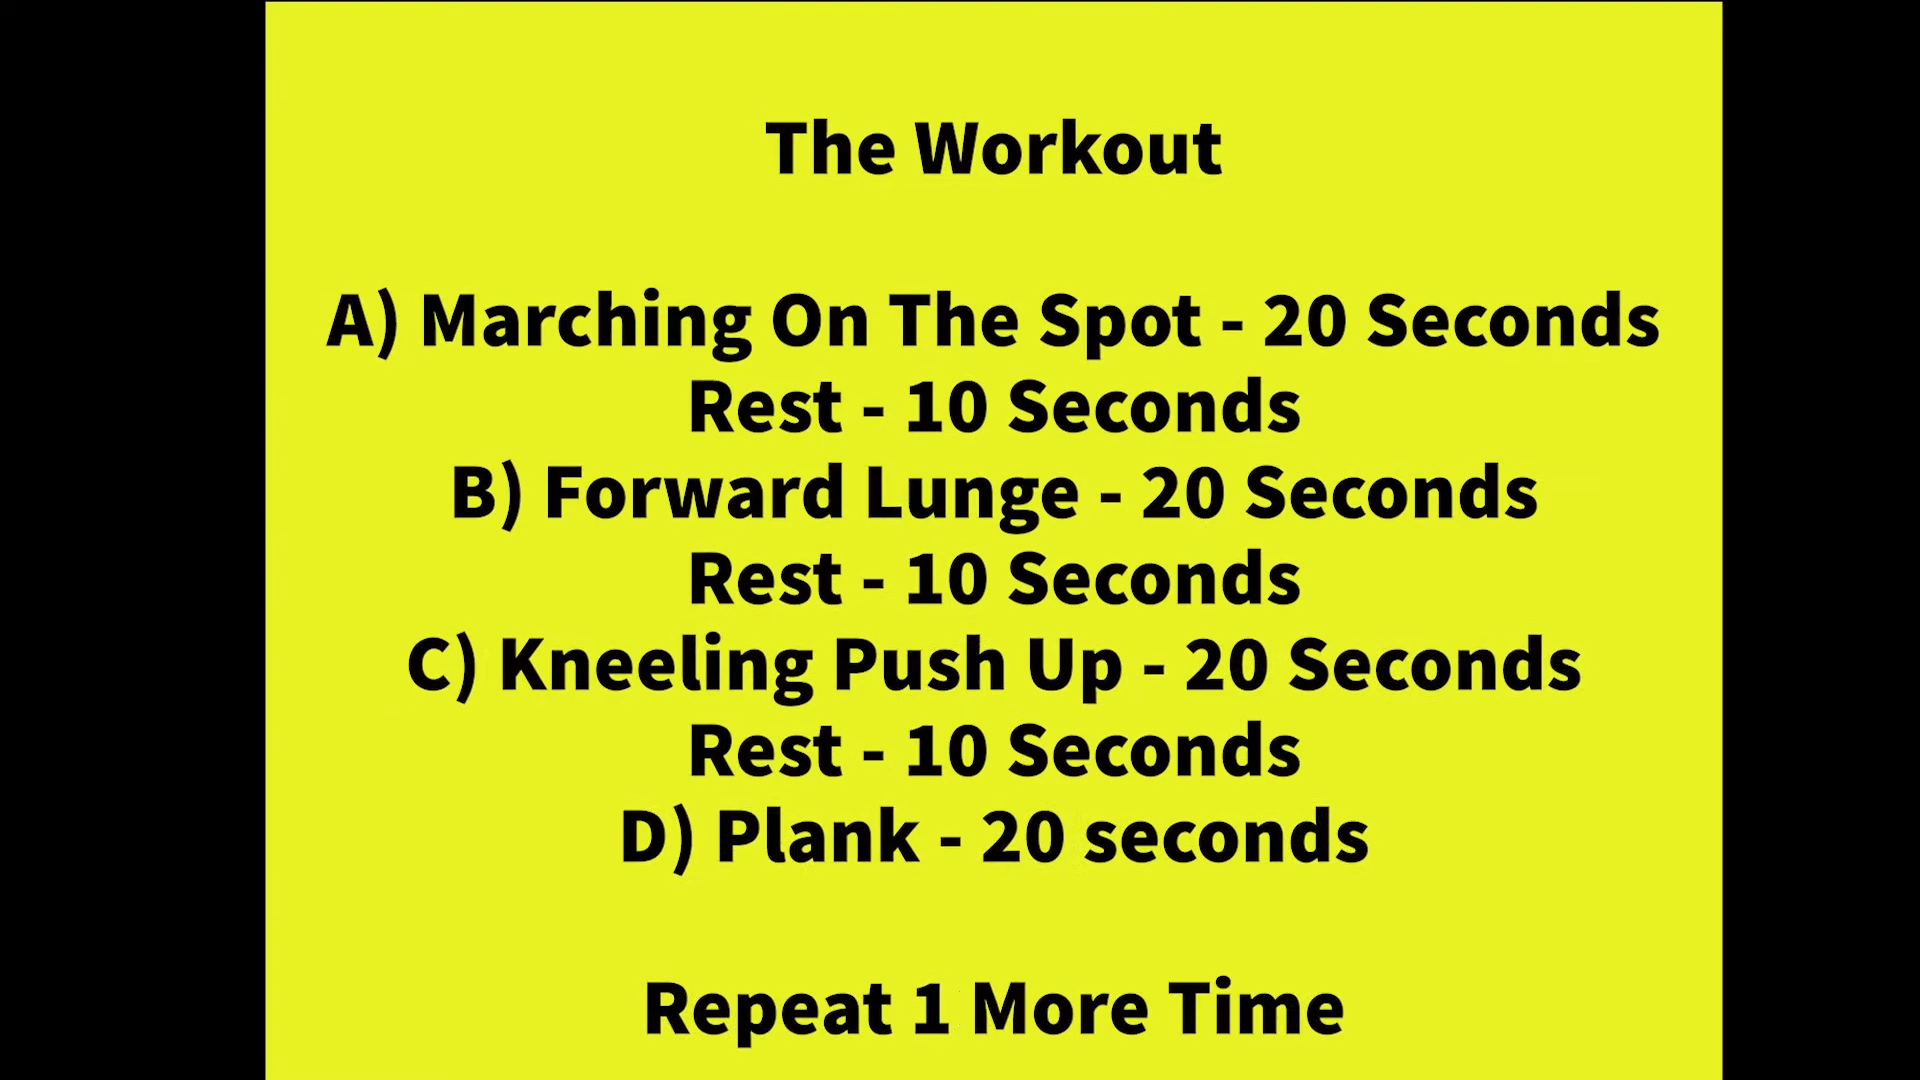 The Workout
A) Marching On The Spot - 20 Seconds
Rest - 10 Seconds
B) Forward Lunge - 20 Seconds
Rest - 10 Seconds
C) Kneeling Push Up - 20 Seconds
Rest - 10 Seconds
D) Plank - 20 seconds
Repeat 1 More Time